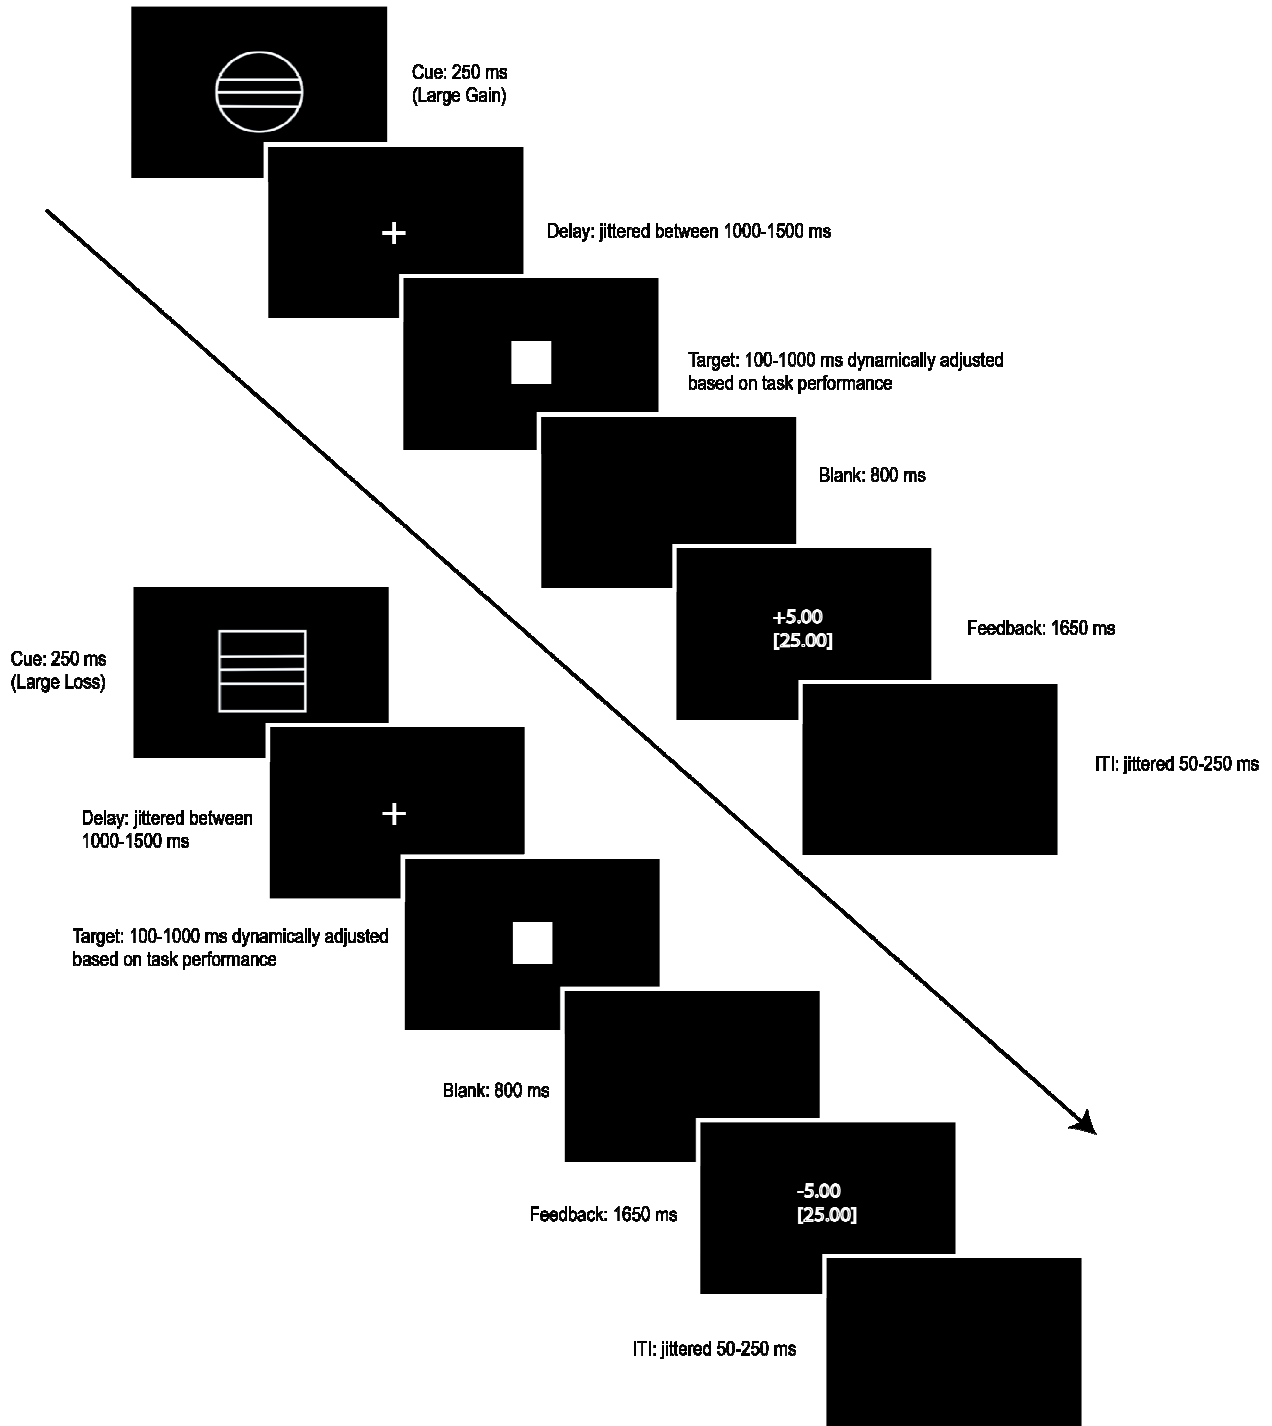 Cue: 250 ms
(Large Gain)
Delay: jittered between 1000-1500 ms
Target: 100-1000 ms dynamically adjusted
based on task performance
Blank: 800 ms
+5.00
[25.00]
Feedback: 1650 ms
ITI: jittered 50-250 ms
Cue: 250 ms
(Large Loss)
Delay: jittered between
1000-1500 ms
Target: 100-1000 ms dynamically adjusted
based on task performance
Blank: 800 ms
-5.00
[25.00]
Feedback: 1650 ms
ITI: jittered 50-250 ms